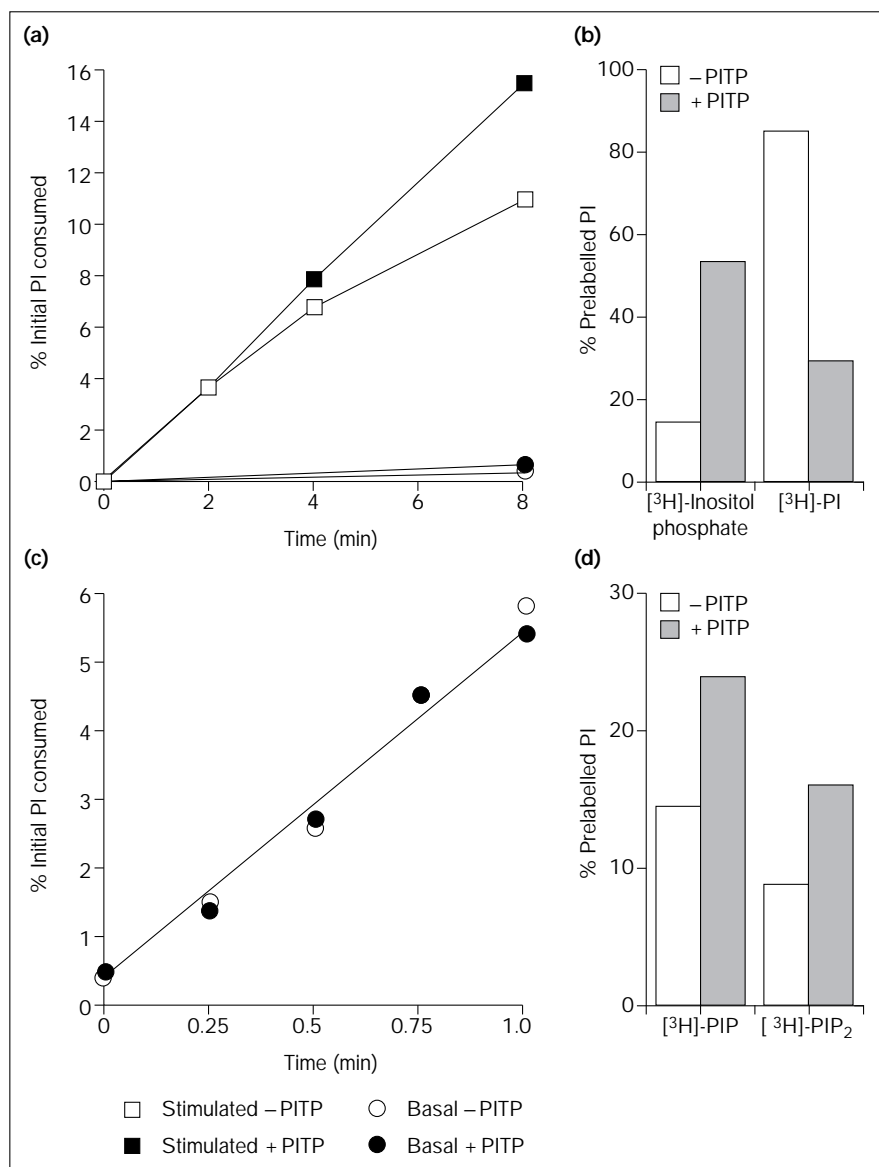 (a)
% Initial PI consumed
16
14
12
10
8
6
4
2
0
0 2 4 6 8
Time (min)
(b)
% Prelabelled PI
– PITP
+ PITP
100
80
60
40
20
0
[³H]-Inositol phosphate
[³H]-PI
(c)
% Initial PI consumed
6
5
4
3
2
1
0
0 0.25 0.5 0.75 1.0
Time (min)
(d)
% Prelabelled PI
– PITP
+ PITP
30
20
10
0
[³H]-PIP [³H]-PIP₂
Stimulated – PITP Basal – PITP
Stimulated + PITP Basal + PITP